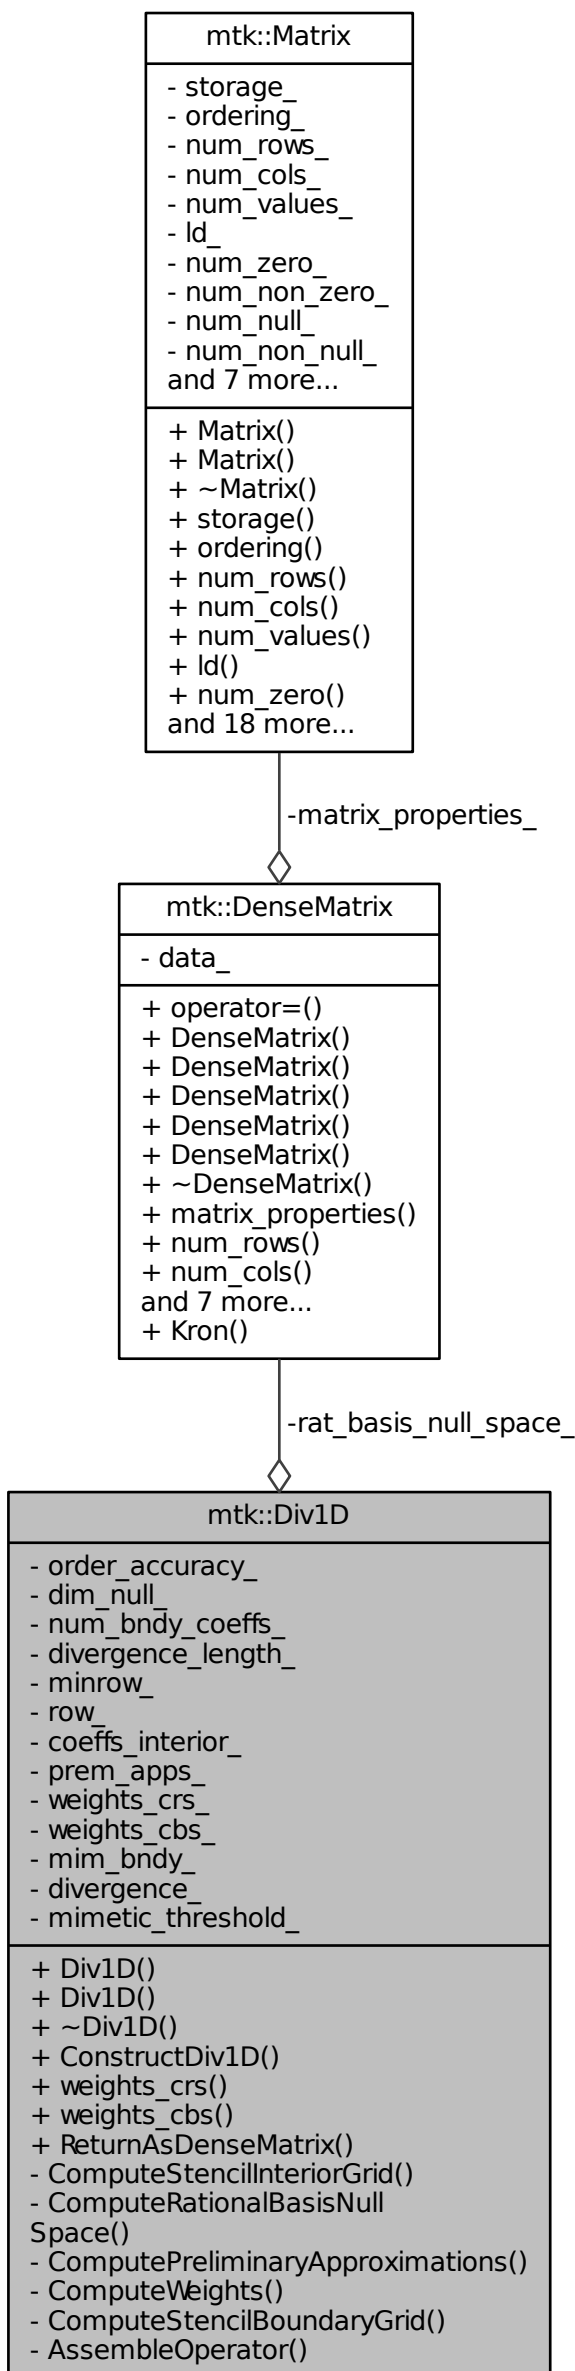 mtk::Matrix
- storage_
- ordering_
- num_rows_
- num_cols_
- num_values_
- ld_
- num_zero_
- num_non_zero_
- num_null_
- num_non_null_
and 7 more...
+ Matrix()
+ Matrix()
+ ~Matrix()
+ storage()
+ ordering()
+ num_rows()
+ num_cols()
+ num_values()
+ ld()
+ num_zero()
and 18 more...
-matrix_properties_
mtk::DenseMatrix
- data_
+ operator=()
+ DenseMatrix()
+ DenseMatrix()
+ DenseMatrix()
+ DenseMatrix()
+ DenseMatrix()
+ ~DenseMatrix()
+ matrix_properties()
+ num_rows()
+ num_cols()
and 7 more...
+ Kron()
-rat_basis_null_space_
mtk::Div1D
- order_accuracy_
- dim_null_
- num_bndy_coeffs_
- divergence_length_
- minrow_
- row_
- coeffs_interior_
- prem_apps_
- weights_crs_
- weights_cbs_
- mim_bndy_
- divergence_
- mimetic_threshold_
+ Div1D()
+ Div1D()
+ ~Div1D()
+ ConstructDiv1D()
+ weights_crs()
+ weights_cbs()
+ ReturnAsDenseMatrix()
- ComputeStencilInteriorGrid()
- ComputeRationalBasisNull
Space()
- ComputePreliminaryApproximations()
- ComputeWeights()
- ComputeStencilBoundaryGrid()
- AssembleOperator()